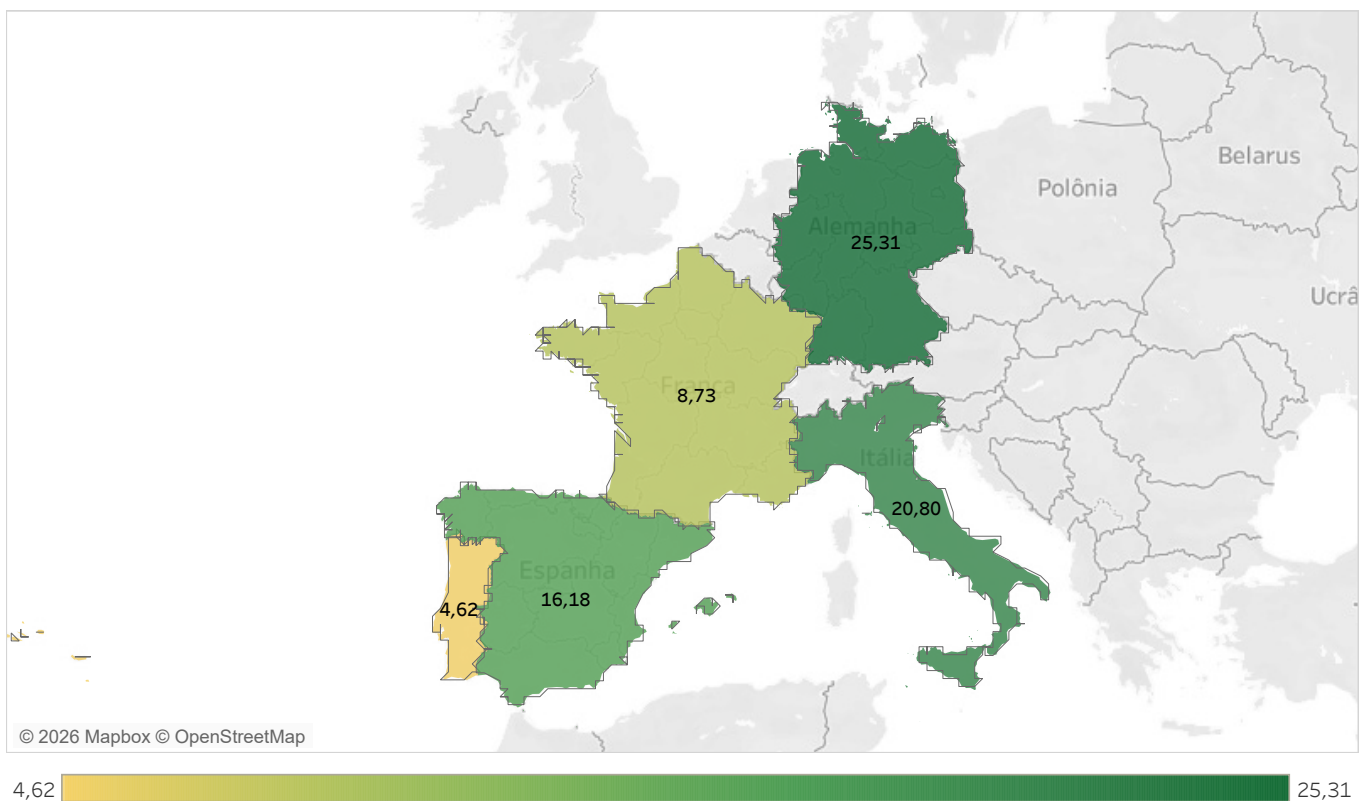 Belarus
Polônia
Alemanha
25,31
Ucrâ
França
8,73
Itália
20,80
Espanha
16,18
4,62
© 2026 Mapbox © OpenStreetMap
4,62
25,31